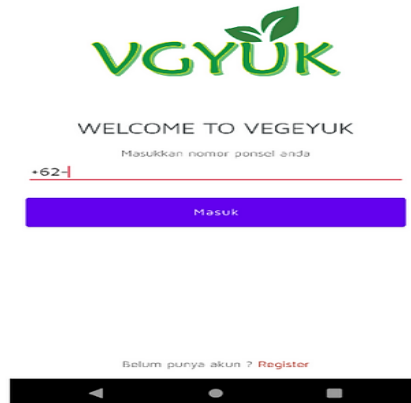 VGYUK
WELCOME TO VEGEYUK
Masukkan nomor ponsel anda
+62-
Masuk
Belum punya akun ? Register